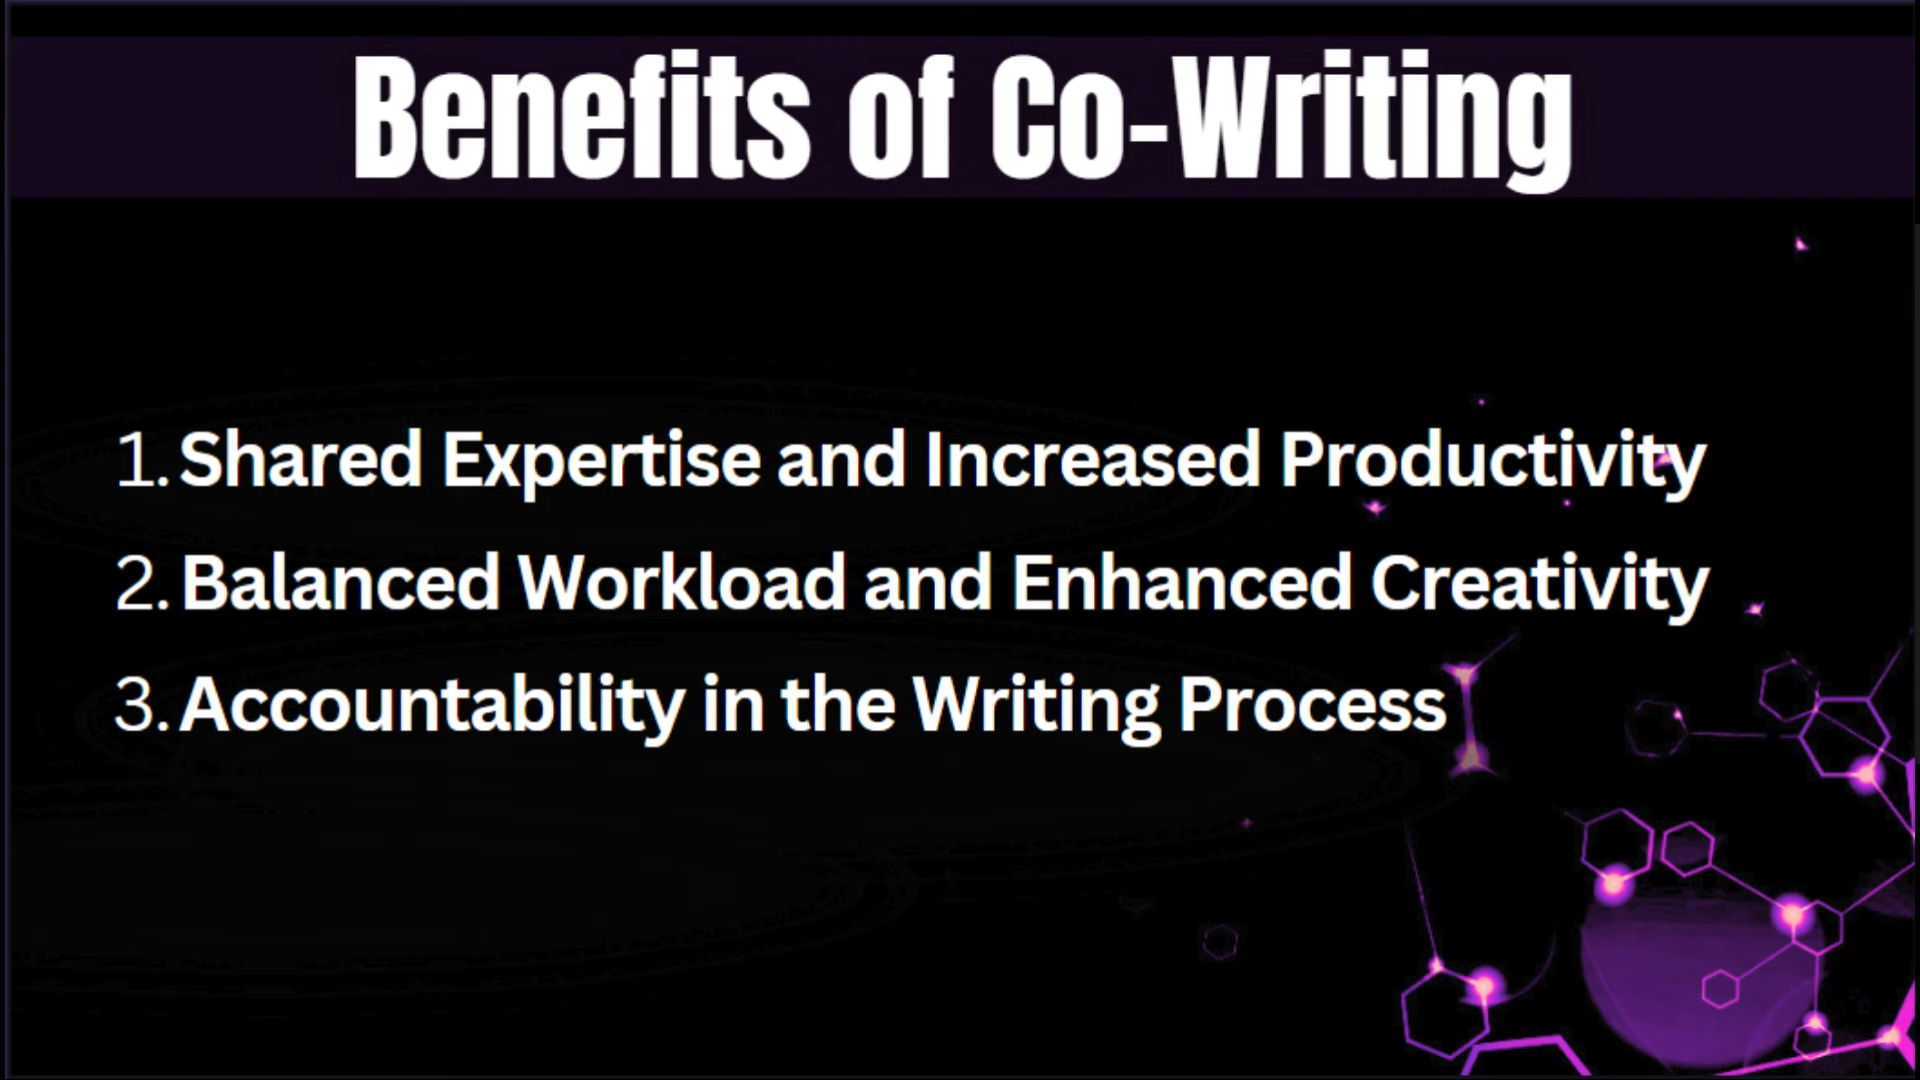 Benefits of Co-Writing
1. Shared Expertise and Increased Productivity
2. Balanced Workload and Enhanced Creativity
3. Accountability in the Writing Process